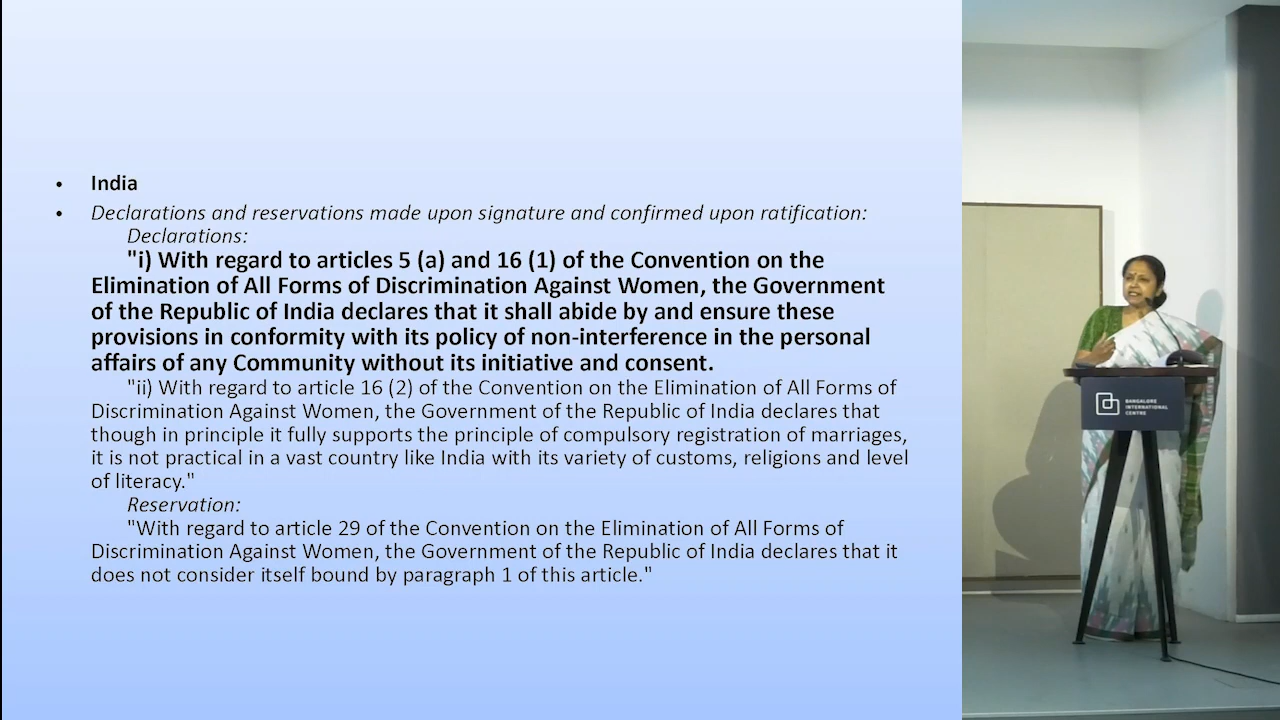 • India
• Declarations and reservations made upon signature and confirmed upon ratification:
Declarations:
"i) With regard to articles 5 (a) and 16 (1) of the Convention on the
Elimination of All Forms of Discrimination Against Women, the Government
of the Republic of India declares that it shall abide by and ensure these
provisions in conformity with its policy of non-interference in the personal
affairs of any Community without its initiative and consent.
"ii) With regard to article 16 (2) of the Convention on the Elimination of All Forms of
Discrimination Against Women, the Government of the Republic of India declares that
though in principle it fully supports the principle of compulsory registration of marriages,
it is not practical in a vast country like India with its variety of customs, religions and level
of literacy."
Reservation:
"With regard to article 29 of the Convention on the Elimination of All Forms of
Discrimination Against Women, the Government of the Republic of India declares that it
does not consider itself bound by paragraph 1 of this article."
BANGALORE
INTERNATIONAL
CENTRE